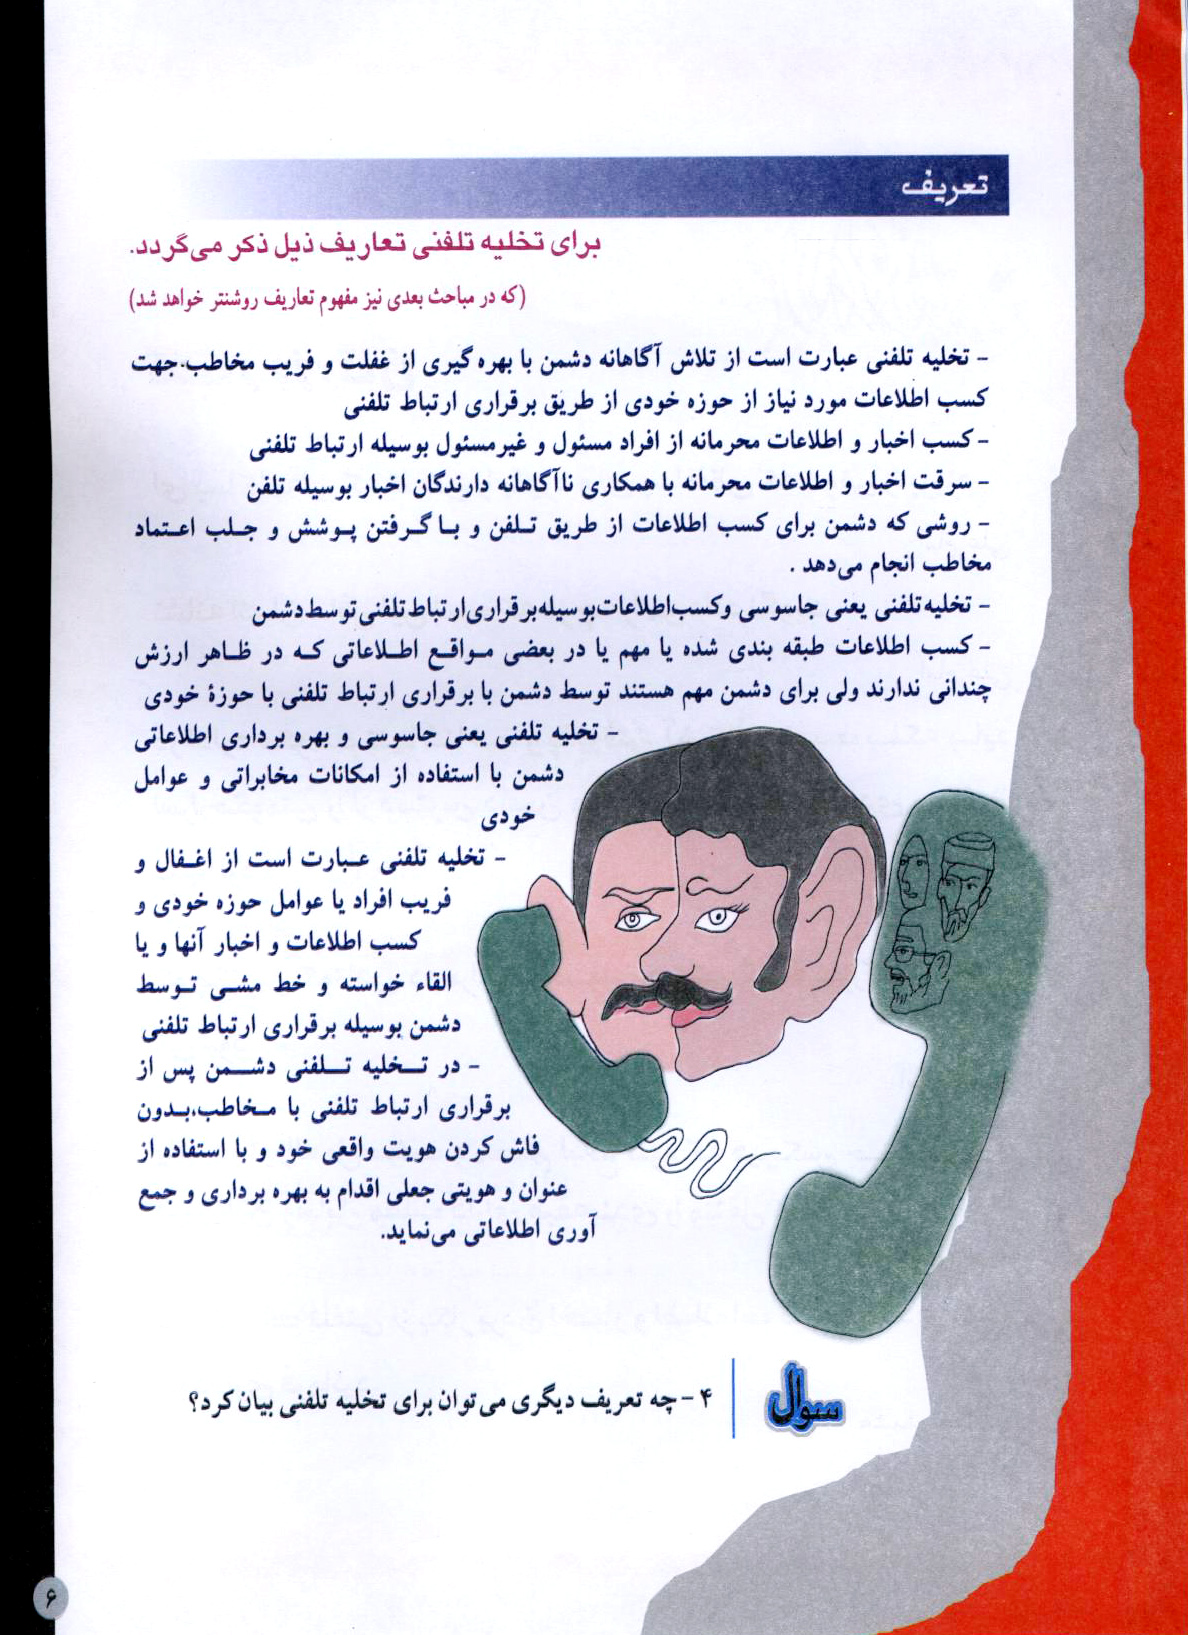 تعریف
برای تخلیه تلفنی تعاریف ذیل ذکر می‌گردد.
(که در مباحث بعدی نیز مفهوم تعاریف روشنتر خواهد شد)
- تخلیه تلفنی عبارت است از تلاش آگاهانه دشمن با بهره گیری از غفلت و فریب مخاطب.جهت
کسب اطلاعات مورد نیاز از حوزه خودی از طریق برقراری ارتباط تلفنی
- کسب اخبار و اطلاعات محرمانه از افراد مسئول و غیرمسئول بوسیله ارتباط تلفنی
- سرقت اخبار و اطلاعات محرمانه با همکاری ناآگاهانه دارندگان اخبار بوسیله تلفن
- روشی که دشمن برای کسب اطلاعات از طریق تلفن و با گرفتن پوشش و جلب اعتماد
مخاطب انجام می‌دهد .
- تخلیه تلفنی یعنی جاسوسی و کسب اطلاعات بوسیله برقراری ارتباط تلفنی توسط دشمن
- کسب اطلاعات طبقه بندی شده یا مهم یا در بعضی مواقع اطلاعاتی که در ظاهر ارزش
چندانی ندارند ولی برای دشمن مهم هستند توسط دشمن با برقراری ارتباط تلفنی با حوزهٔ خودی
- تخلیه تلفنی یعنی جاسوسی و بهره برداری اطلاعاتی
دشمن با استفاده از امکانات مخابراتی و عوامل
خودی
- تخلیه تلفنی عبارت است از اغفال و
فریب افراد یا عوامل حوزه خودی و
کسب اطلاعات و اخبار آنها و یا
القاء خواسته و خط مشی توسط
دشمن بوسیله برقراری ارتباط تلفنی
- در تخلیه تلفنی دشمن پس از
برقراری ارتباط تلفنی با مخاطب،بدون
فاش کردن هویت واقعی خود و با استفاده از
عنوان و هویتی جعلی اقدام به بهره برداری و جمع
آوری اطلاعاتی می‌نماید.
سوال
۴ - چه تعریف دیگری می‌توان برای تخلیه تلفنی بیان کرد؟
۶